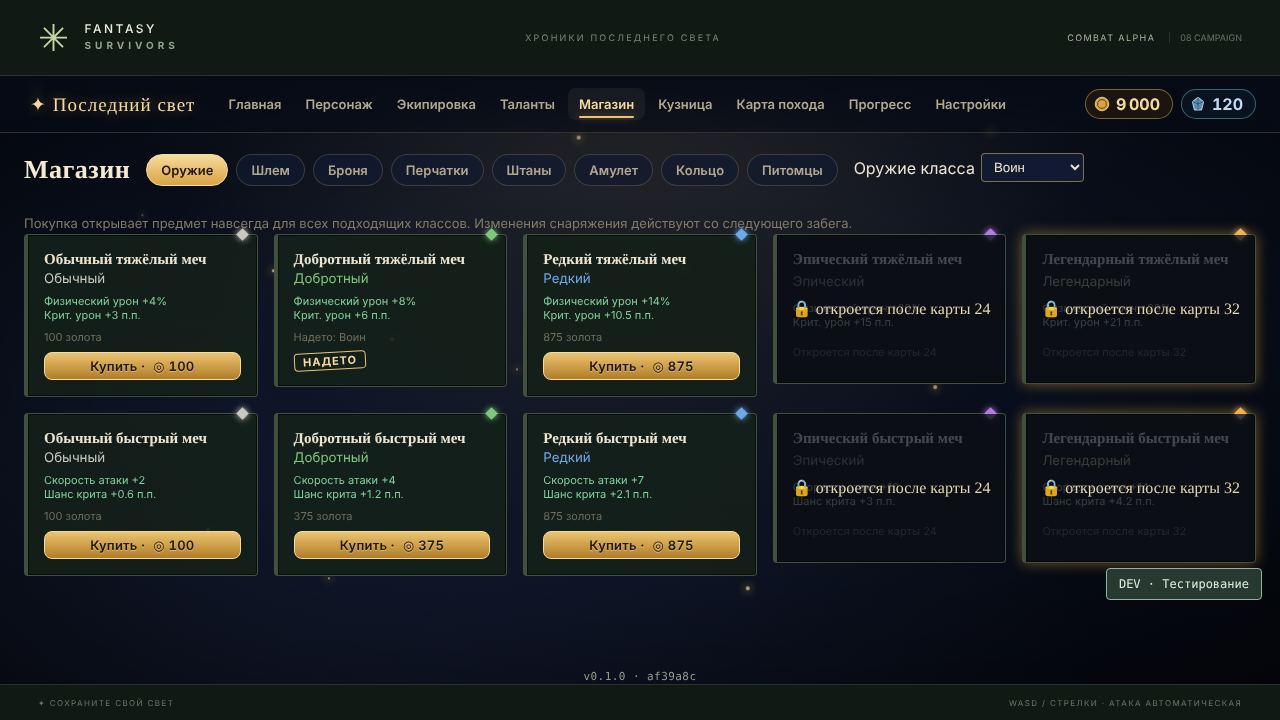 FANTASY
SURVIVORS
ХРОНИКИ ПОСЛЕДНЕГО СВЕТА
COMBAT ALPHA
08 CAMPAIGN
✦ Последний свет
Главная
Персонаж
Экипировка
Таланты
Магазин
Кузница
Карта похода
Прогресс
Настройки
9 000
120
Магазин
Оружие
Шлем
Броня
Перчатки
Штаны
Амулет
Кольцо
Питомцы
Оружие класса
Воин
Покупка открывает предмет навсегда для всех подходящих классов. Изменения снаряжения действуют со следующего забега.
Обычный тяжёлый меч
Обычный
Физический урон +4%
Крит. урон +3 п.п.
100 золота
Купить · ◎ 100
Добротный тяжёлый меч
Добротный
Физический урон +8%
Крит. урон +6 п.п.
Надето: Воин
НАДЕТО
Редкий тяжёлый меч
Редкий
Физический урон +14%
Крит. урон +10.5 п.п.
875 золота
Купить · ◎ 875
Эпический тяжёлый меч
Эпический
🔒 откроется после карты 24
Крит. урон +15 п.п.
Откроется после карты 24
Легендарный тяжёлый меч
Легендарный
🔒 откроется после карты 32
Крит. урон +21 п.п.
Откроется после карты 32
Обычный быстрый меч
Обычный
Скорость атаки +2
Шанс крита +0.6 п.п.
100 золота
Купить · ◎ 100
Добротный быстрый меч
Добротный
Скорость атаки +4
Шанс крита +1.2 п.п.
375 золота
Купить · ◎ 375
Редкий быстрый меч
Редкий
Скорость атаки +7
Шанс крита +2.1 п.п.
875 золота
Купить · ◎ 875
Эпический быстрый меч
Эпический
🔒 откроется после карты 24
Шанс крита +3 п.п.
Откроется после карты 24
Легендарный быстрый меч
Легендарный
🔒 откроется после карты 32
Шанс крита +4.2 п.п.
Откроется после карты 32
DEV · Тестирование
v0.1.0 · af39a8c
✦ СОХРАНИТЕ СВОЙ СВЕТ
WASD / СТРЕЛКИ · АТАКА АВТОМАТИЧЕСКАЯ